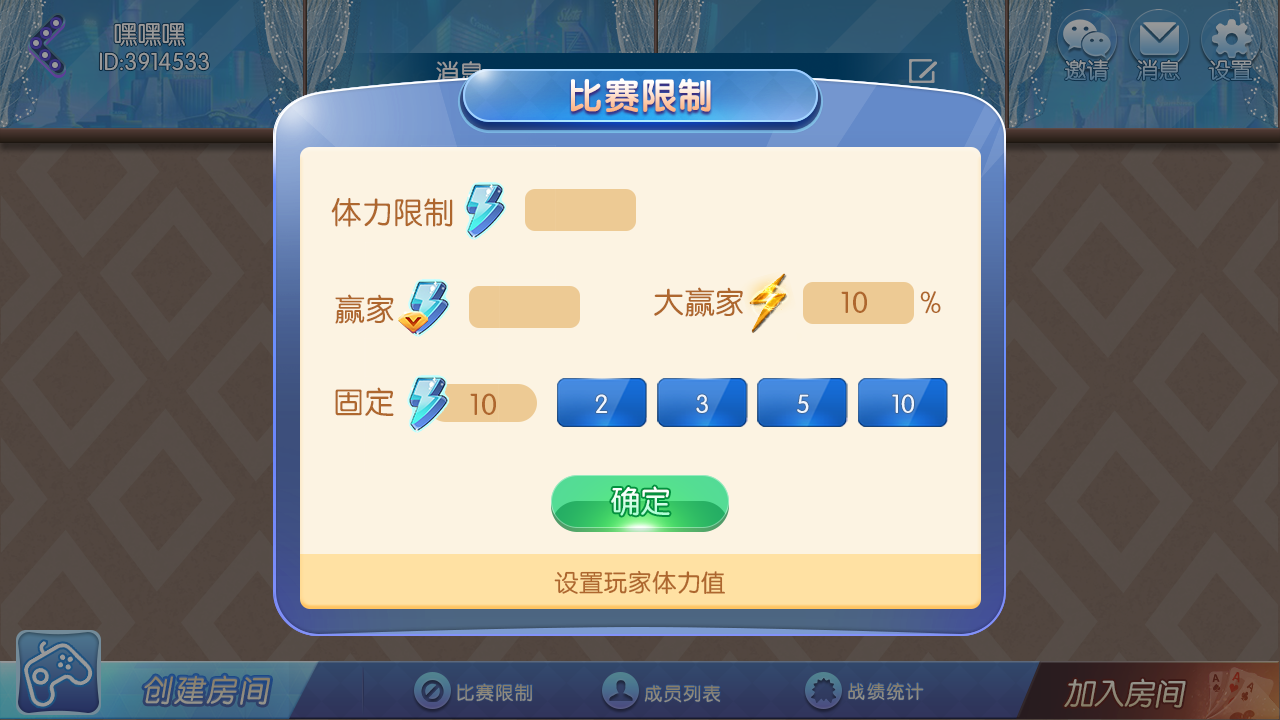 嘿嘿嘿
ID:3914533
消息
邀请 消息 设置
比赛限制
体力限制
赢家 大赢家 10 %
固定 10 2 3 5 10
确定
设置玩家体力值
创建房间 比赛限制 成员列表 战绩统计 加入房间
A A A